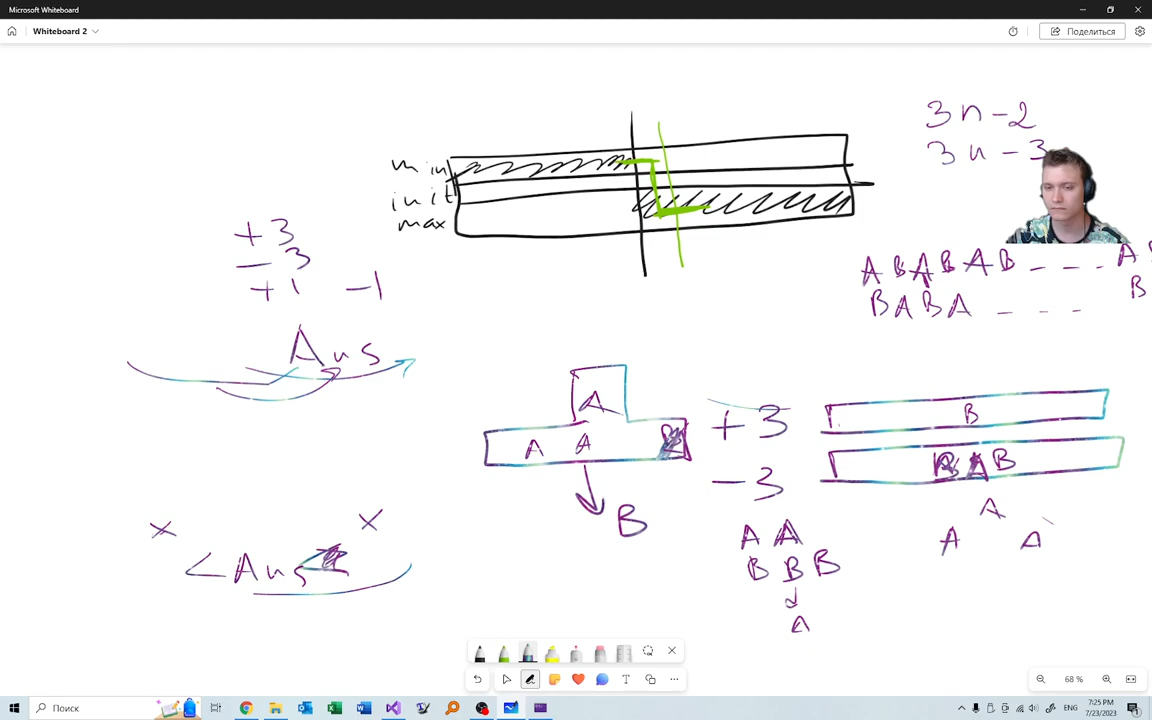 Microsoft Whiteboard
Whiteboard 2
Поделиться
3n-2
3n-3
min
init
max
+3
-3
+1 -1
ABABAB - - - - A
B
BABA - - -
Ans
A
A A
B
+3
-3
B
B
A
A A
A A
B B B
A
<Ans
68 %
Поиск
ENG
7:25 PM
7/23/2023